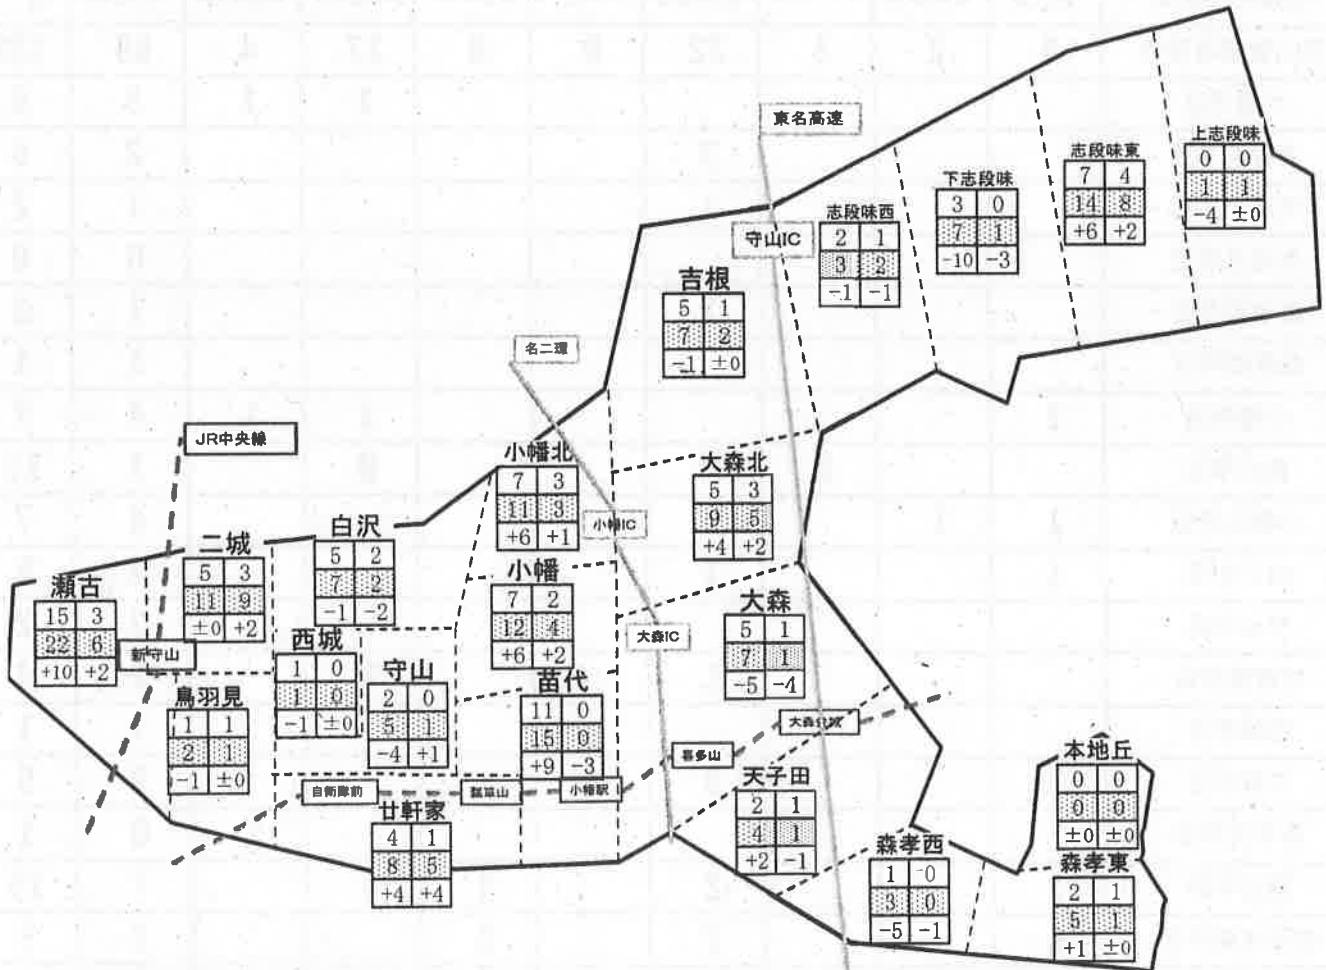 東名高速
上志段味
0 0
1 1
-4 ±0
志段味東
7 4
14 8
+6 +2
下志段味
3 0
7 1
-10 -3
志段味西
2 1
3 2
-1 -1
守山IC
吉根
5 1
7 2
-1 ±0
名二環
JR中央線
小幡北
7 3
11 3
+6 +1
小幡IC
大森北
5 3
9 5
+4 +2
白沢
5 2
7 2
-1 -2
二城
5 3
11 9
±0 +2
瀬古
15 3
22 6
+10 +2
新守山
小幡
7 2
12 4
+6 +2
大森IC
大森
5 1
7 1
-5 -4
西城
1 0
1 0
-1 ±0
守山
2 0
5 1
-4 +1
苗代
11 0
15 0
+9 -3
鳥羽見
1 1
2 1
-1 ±0
自衛隊前
瓢箪山
小幡駅
喜多山
廿軒家
4 1
8 5
+4 +4
天子田
2 1
4 1
+2 -1
本地丘
0 0
0 0
±0 ±0
森孝西
1 0
3 0
-5 -1
森孝東
2 1
5 1
+1 ±0